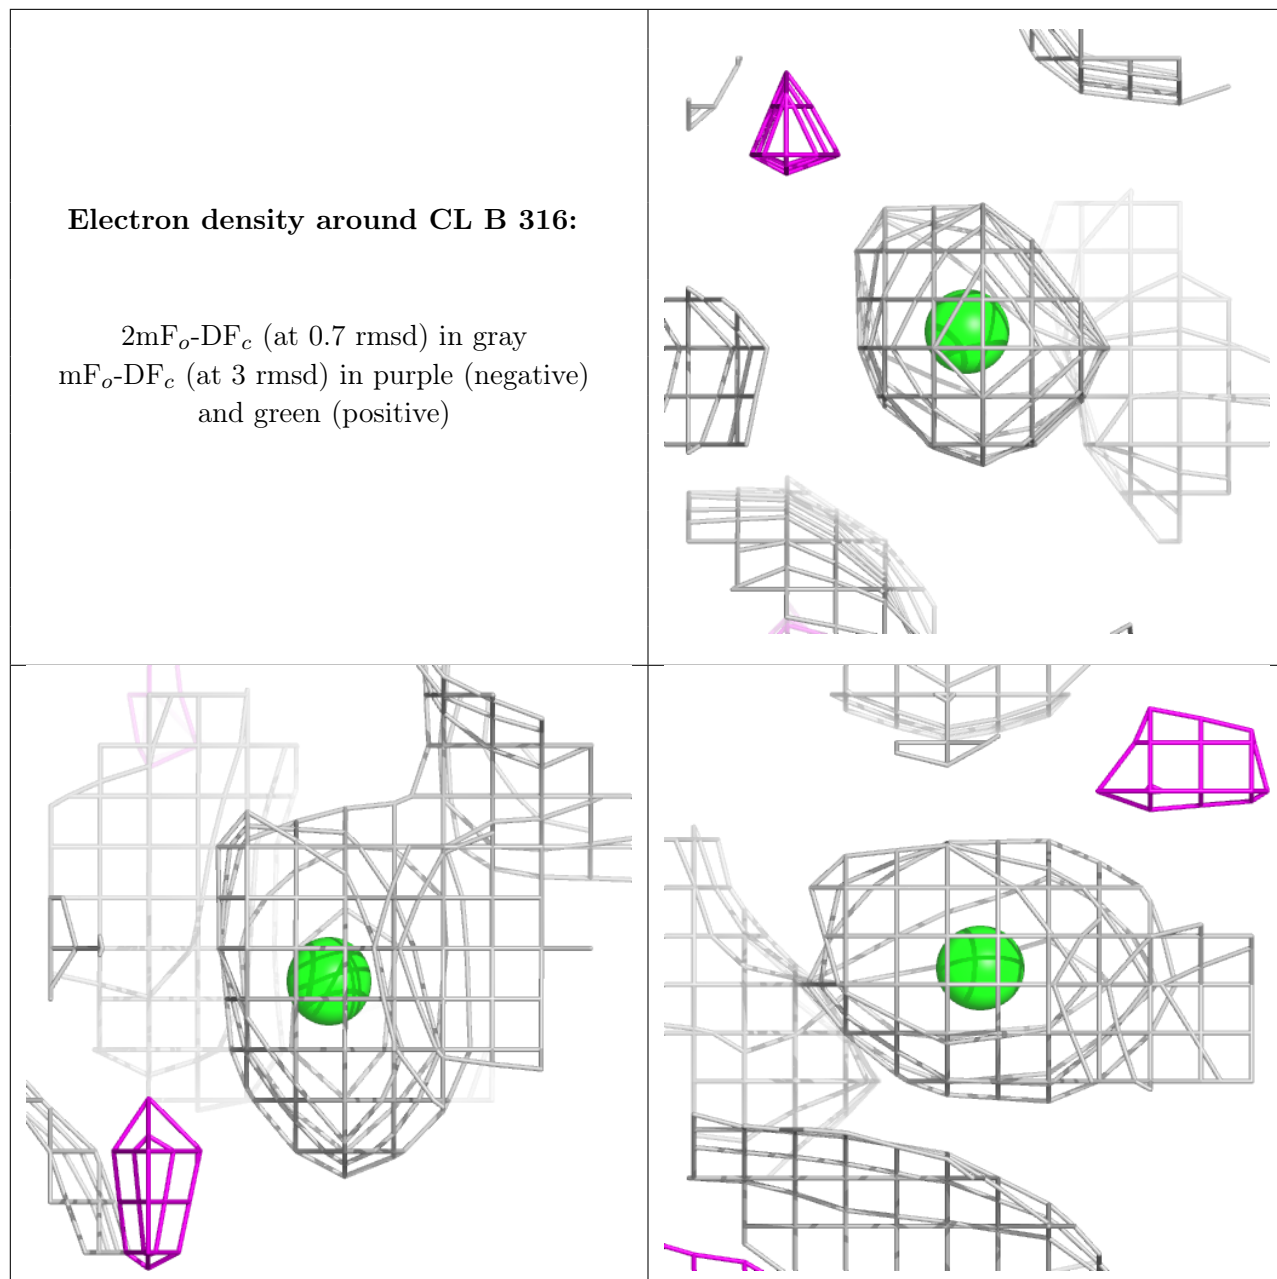 Electron density around CL B 316:
2mFo-DFc (at 0.7 rmsd) in gray
mFo-DFc (at 3 rmsd) in purple (negative)
and green (positive)